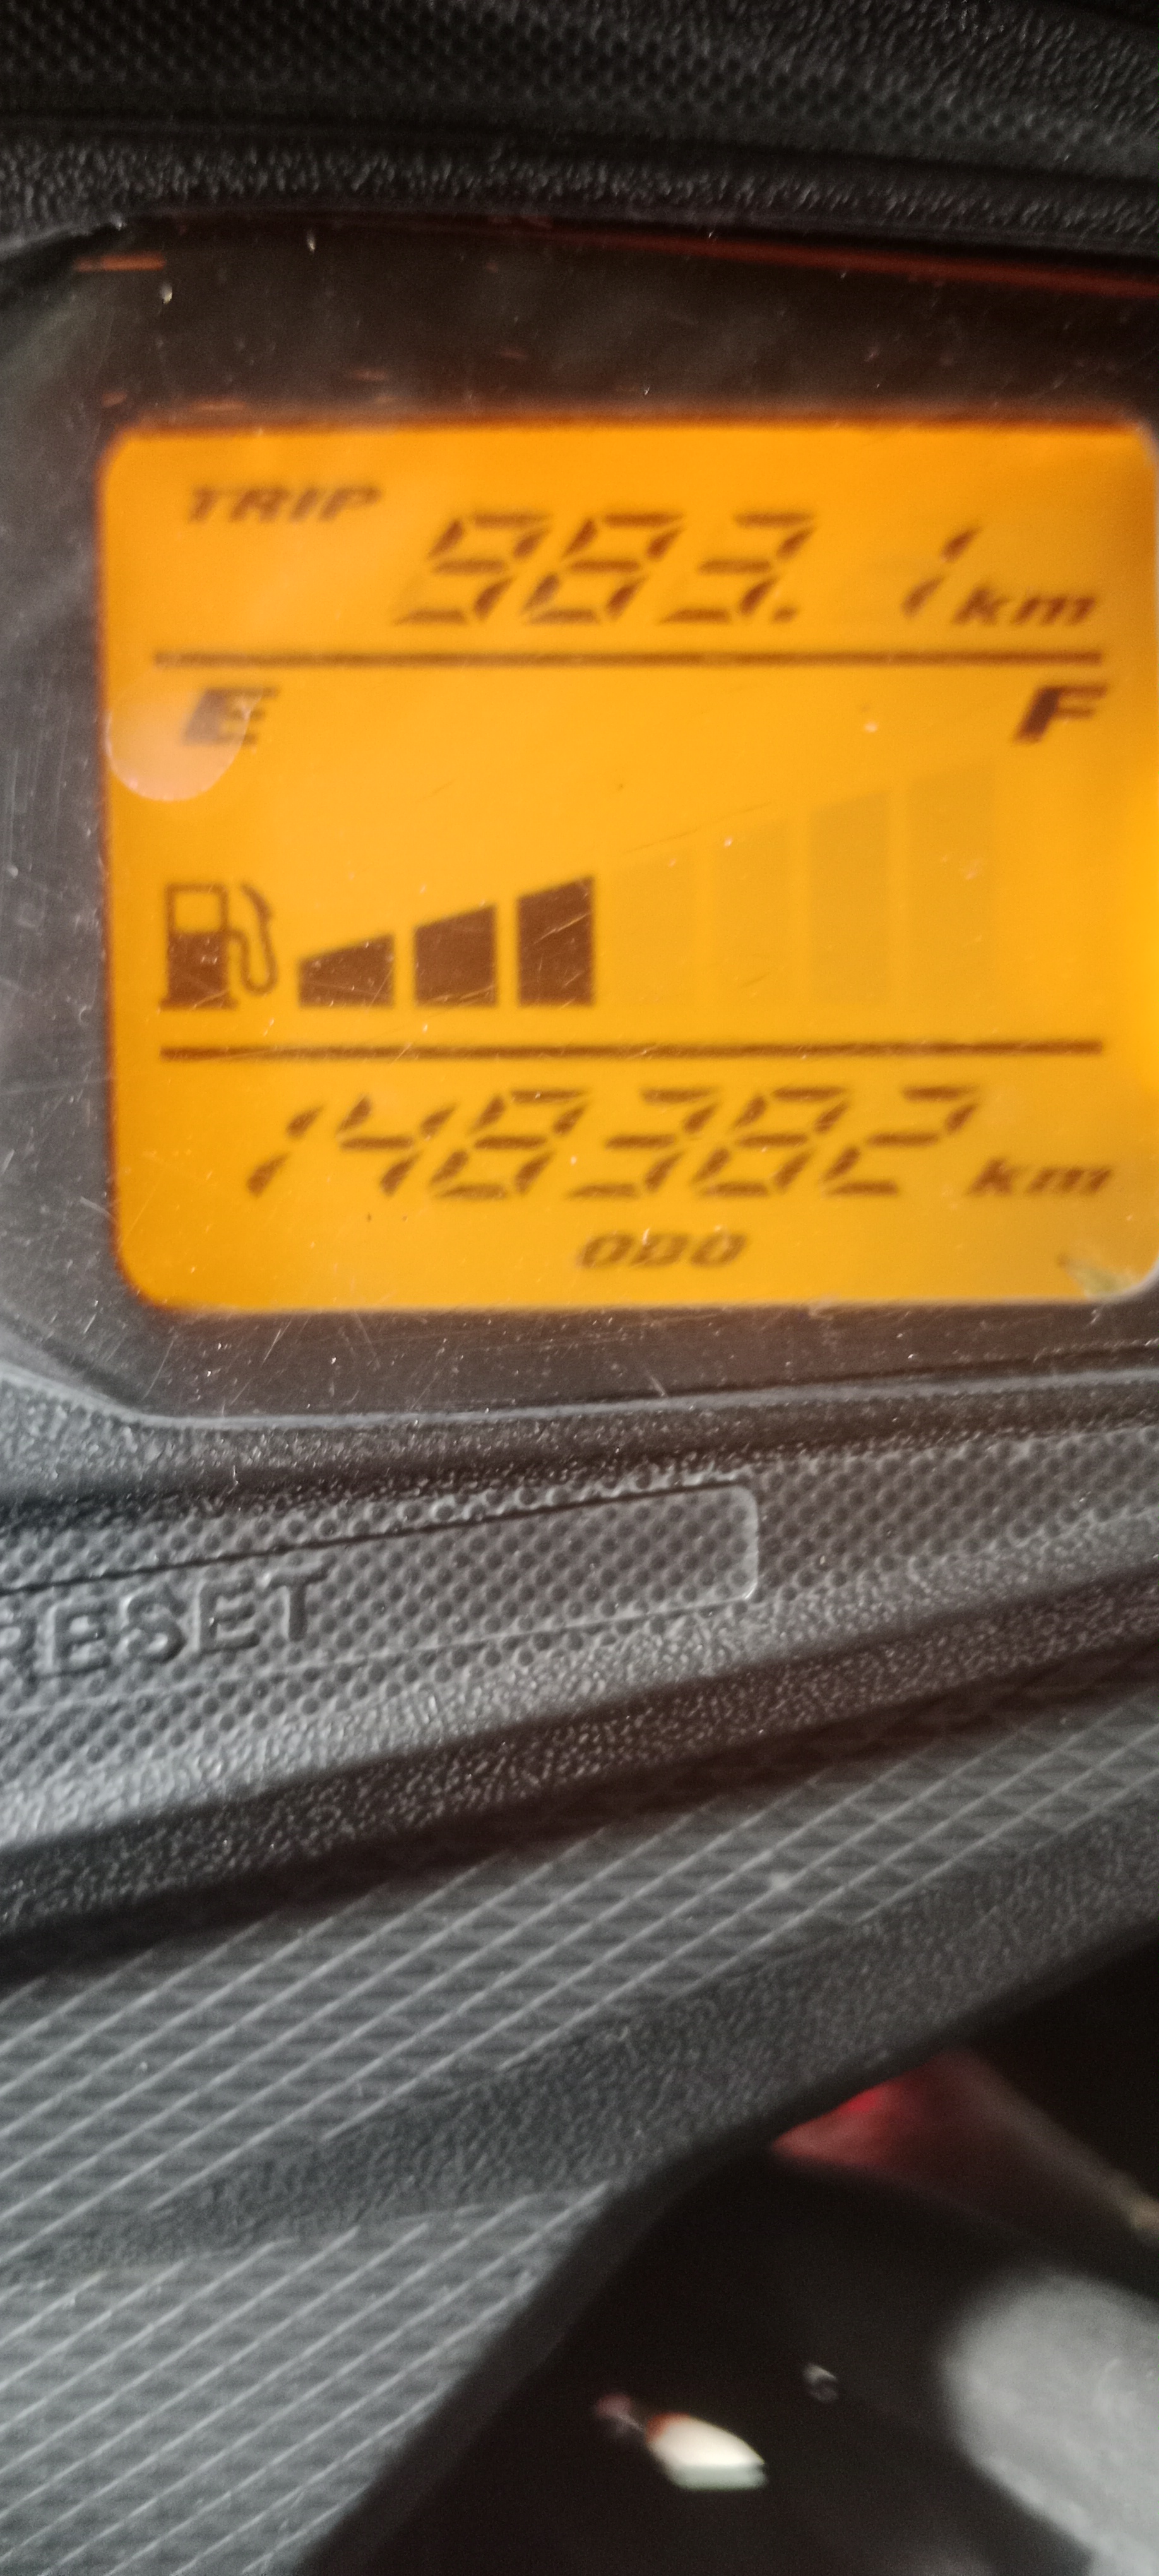 TRIP 983.1 km
E F
148382 km
ODO
RESET